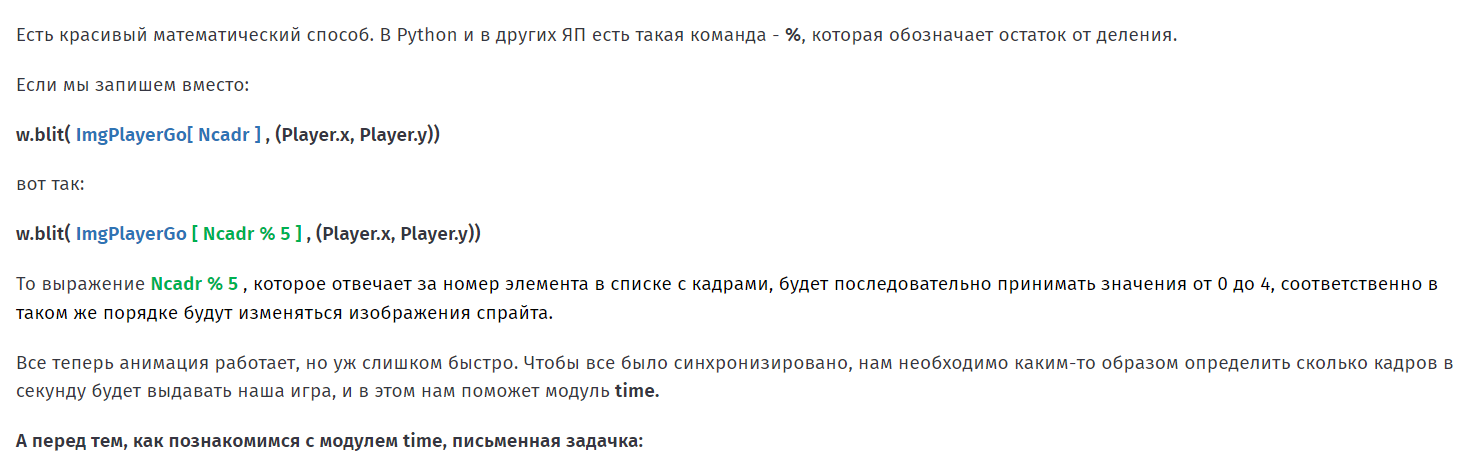 Есть красивый математический способ. В Python и в других ЯП есть такая команда - %, которая обозначает остаток от деления.
Если мы запишем вместо:
w.blit( ImgPlayerGo[ Ncadr ] , (Player.x, Player.y))
вот так:
w.blit( ImgPlayerGo [ Ncadr % 5 ] , (Player.x, Player.y))
То выражение Ncadr % 5 , которое отвечает за номер элемента в списке с кадрами, будет последовательно принимать значения от 0 до 4, соответственно в
таком же порядке будут изменяться изображения спрайта.
Все теперь анимация работает, но уж слишком быстро. Чтобы все было синхронизировано, нам необходимо каким-то образом определить сколько кадров в
секунду будет выдавать наша игра, и в этом нам поможет модуль time.
А перед тем, как познакомимся с модулем time, письменная задачка: